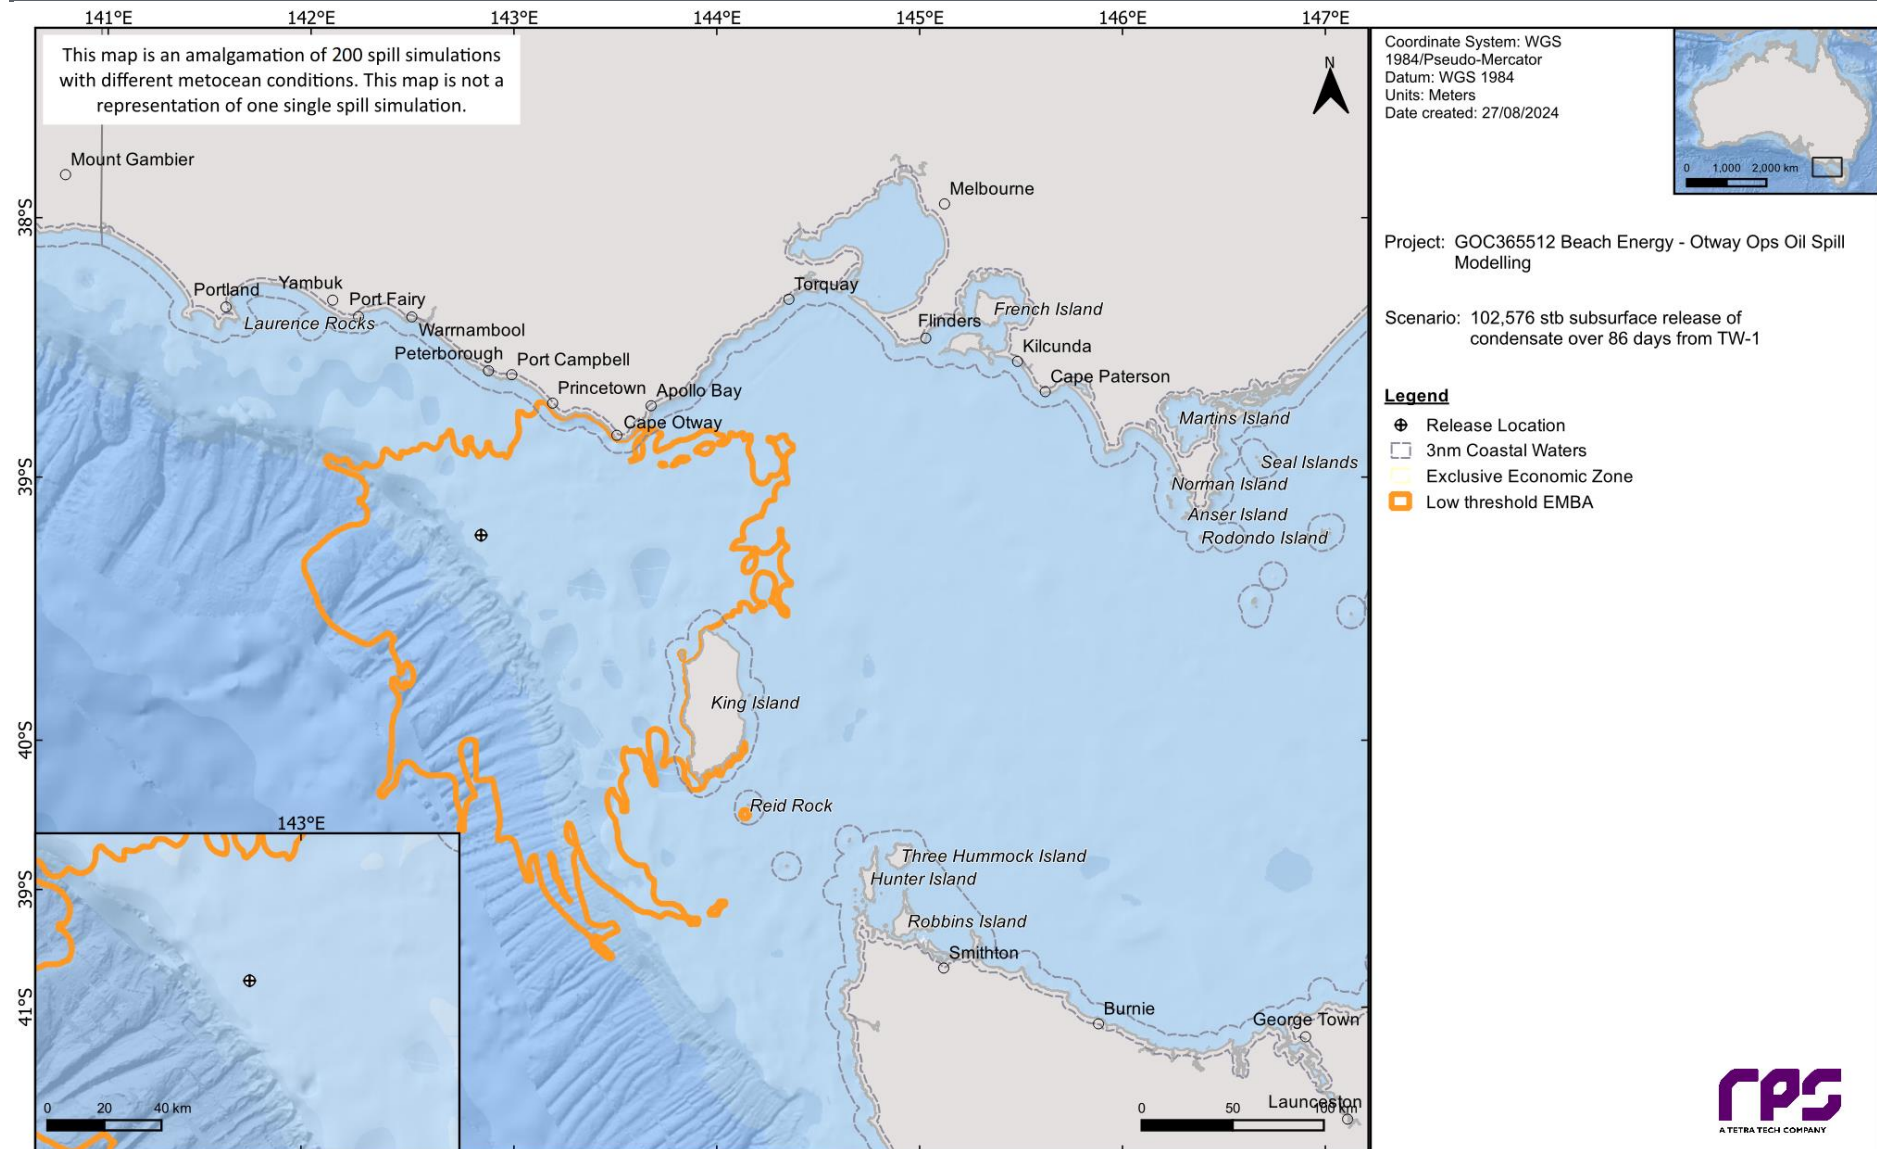 141°E 142°E 143°E 144°E 145°E 146°E 147°E
This map is an amalgamation of 200 spill simulations
with different metocean conditions. This map is not a
representation of one single spill simulation.
N
38°S
39°S
40°S
41°S
Mount Gambier
Melbourne
Portland
Yambuk
Port Fairy
Laurence Rocks
Warrnambool
Peterborough
Port Campbell
Princetown
Apollo Bay
Cape Otway
Torquay
French Island
Flinders
Kilcunda
Cape Paterson
Martins Island
Seal Islands
Norman Island
Anser Island
Rodondo Island
King Island
Reid Rock
Three Hummock Island
Hunter Island
Robbins Island
Smithton
Burnie
George Town
Launceston
0 50 100 km
143°E
39°S
0 20 40 km
Coordinate System: WGS
1984/Pseudo-Mercator
Datum: WGS 1984
Units: Meters
Date created: 27/08/2024
0 1,000 2,000 km
Project: GOC365512 Beach Energy - Otway Ops Oil Spill
Modelling
Scenario: 102,576 stb subsurface release of
condensate over 86 days from TW-1
Legend
Release Location
3nm Coastal Waters
Exclusive Economic Zone
Low threshold EMBA
rps
A TETRA TECH COMPANY